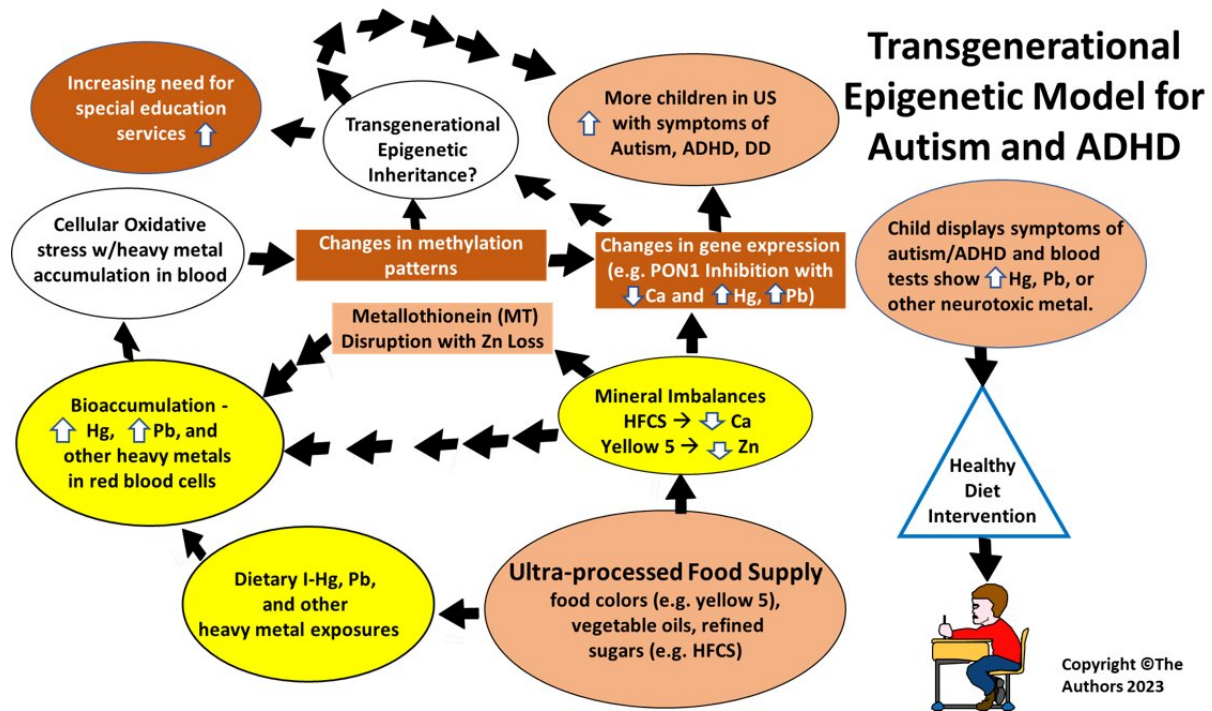 Transgenerational
Epigenetic Model for
Autism and ADHD
Increasing need for
special education
services
Transgenerational
Epigenetic
Inheritance?
More children in US
with symptoms of
Autism, ADHD, DD
Cellular Oxidative
stress w/heavy metal
accumulation in blood
Changes in methylation
patterns
Changes in gene expression
(e.g. PON1 Inhibition with
Ca and Hg, Pb)
Child displays symptoms of
autism/ADHD and blood
tests show Hg, Pb, or
other neurotoxic metal.
Metallothionein (MT)
Disruption with Zn Loss
Bioaccumulation -
Hg, Pb, and
other heavy metals
in red blood cells
Mineral Imbalances
HFCS → Ca
Yellow 5 → Zn
Healthy
Diet
Intervention
Dietary I-Hg, Pb,
and other
heavy metal exposures
Ultra-processed Food Supply
food colors (e.g. yellow 5),
vegetable oils, refined
sugars (e.g. HFCS)
Copyright ©The
Authors 2023